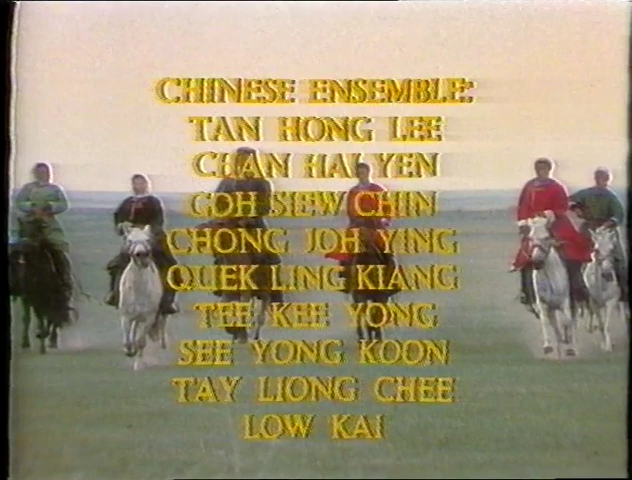 CHINESE ENSEMBLE:
TAN HONG LEE
CHAN HAI YEN
GOH SIEW CHIN
CHONG JOH YING
QUEK LING KIANG
TEE KEE YONG
SEE YONG KOON
TAY LIONG CHEE
LOW KAI